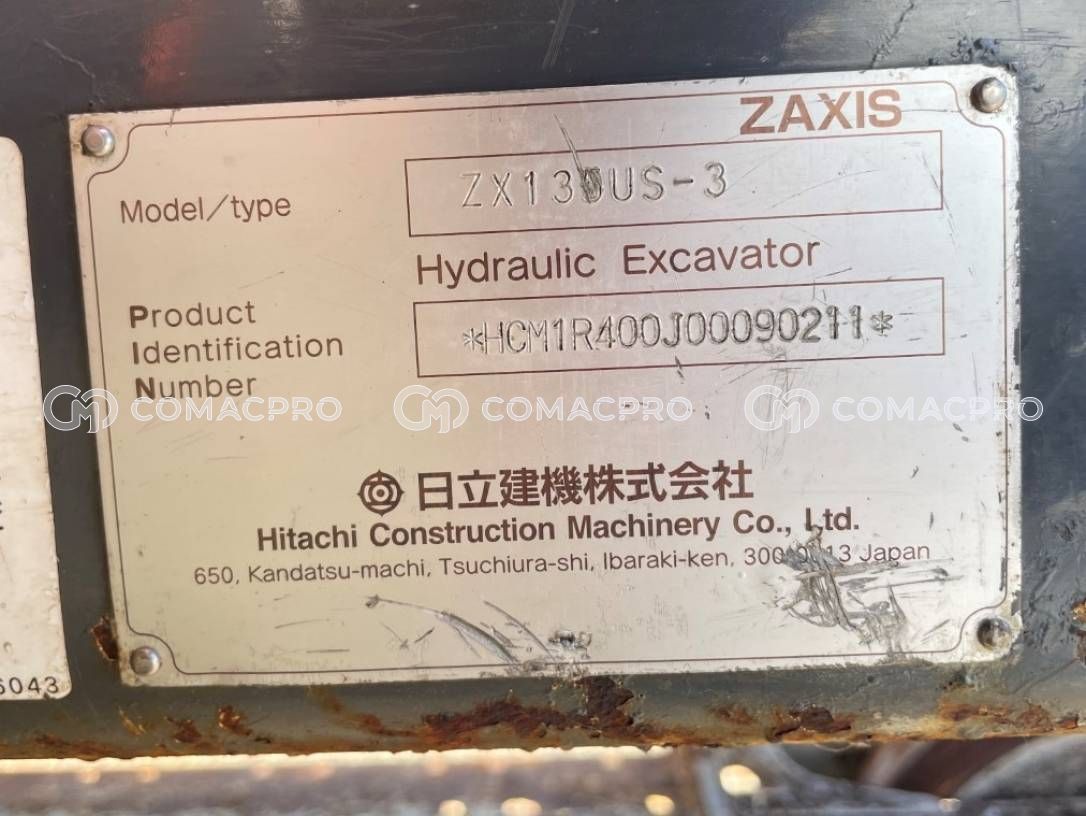 ZAXIS
Model/type
ZX135US-3
Hydraulic Excavator
Product
Identification
Number
*HCM1R400J00090211*
COMACPRO COMACPRO COMACPRO
日立建機株式会社
Hitachi Construction Machinery Co., Ltd.
650, Kandatsu-machi, Tsuchiura-shi, Ibaraki-ken, Japan
6043